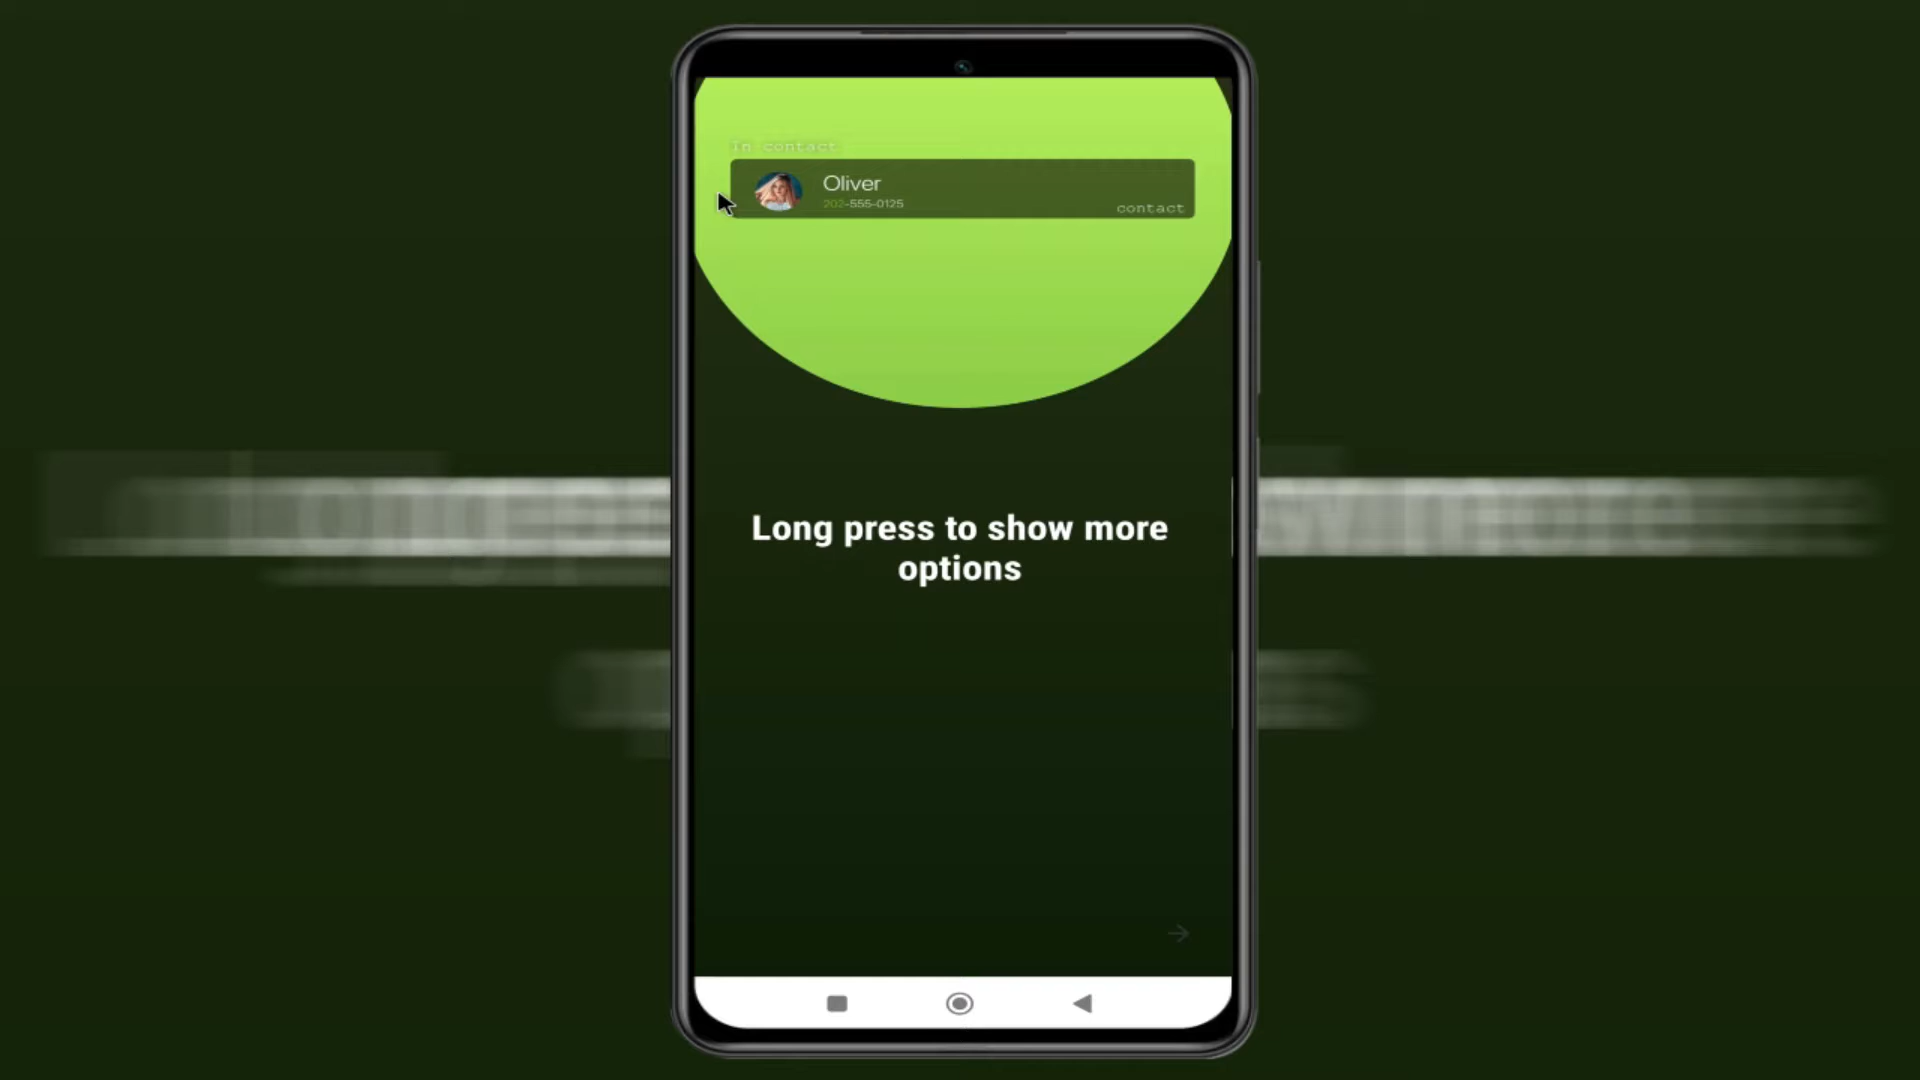 In contact
Oliver
202-555-0125
contact
Long press to show more
options